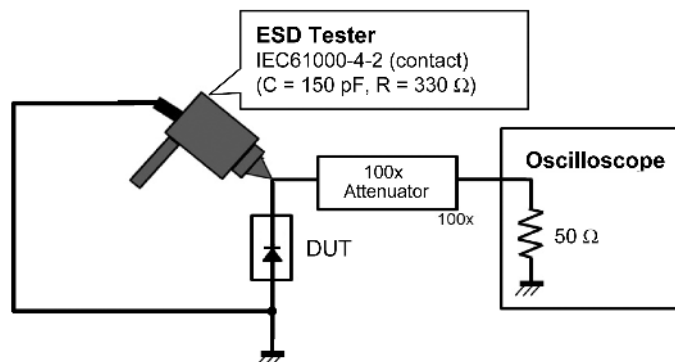 ESD Tester
IEC61000-4-2 (contact)
(C = 150 pF, R = 330 Ω)
Oscilloscope
100x
Attenuator
100x
50 Ω
DUT